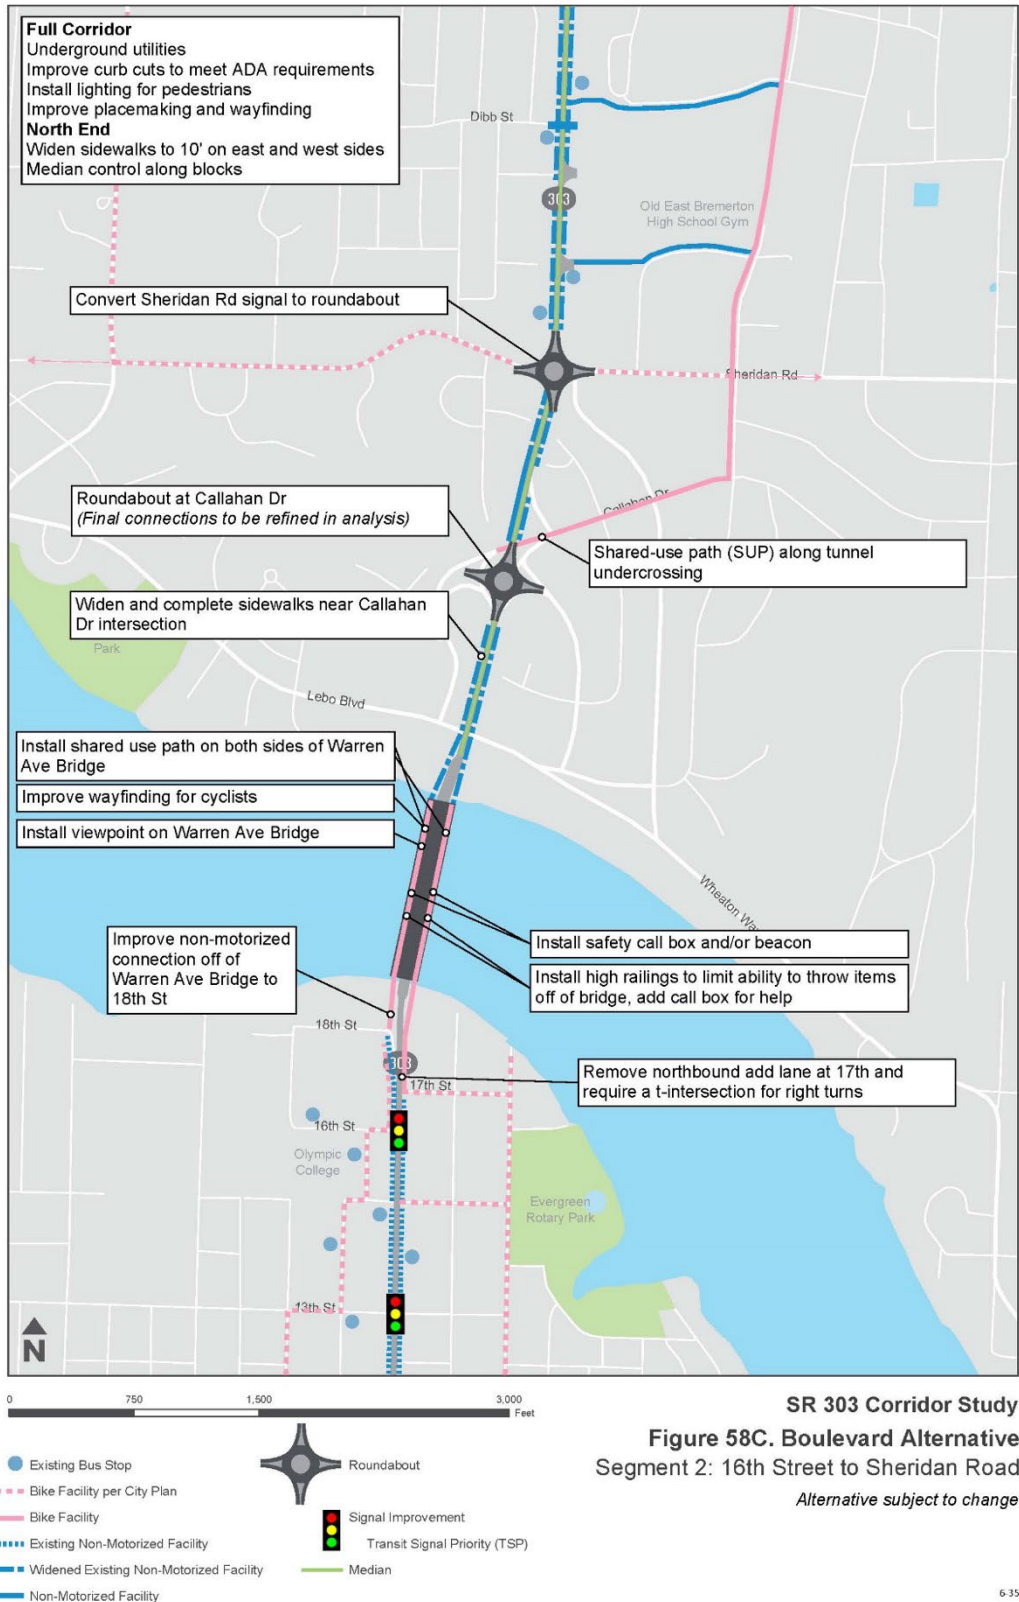 Full Corridor
Underground utilities
Improve curb cuts to meet ADA requirements
Install lighting for pedestrians
Improve placemaking and wayfinding
North End
Widen sidewalks to 10' on east and west sides
Median control along blocks
Dibb St
303
Old East Bremerton
High School Gym
Convert Sheridan Rd signal to roundabout
Sheridan Rd
Roundabout at Callahan Dr
(Final connections to be refined in analysis)
Callahan Dr
Shared-use path (SUP) along tunnel
undercrossing
Widen and complete sidewalks near Callahan
Dr intersection
Park
Lebo Blvd
Install shared use path on both sides of Warren
Ave Bridge
Improve wayfinding for cyclists
Install viewpoint on Warren Ave Bridge
Wheaton Way
Improve non-motorized
connection off of
Warren Ave Bridge to
18th St
Install safety call box and/or beacon
Install high railings to limit ability to throw items
off of bridge, add call box for help
18th St
303
17th St
Remove northbound add lane at 17th and
require a t-intersection for right turns
16th St
Olympic
College
Evergreen
Rotary Park
13th St
N
0 750 1,500 3,000
Feet
SR 303 Corridor Study
Figure 58C. Boulevard Alternative
Segment 2: 16th Street to Sheridan Road
Alternative subject to change
Existing Bus Stop
Bike Facility per City Plan
Bike Facility
Existing Non-Motorized Facility
Widened Existing Non-Motorized Facility
Non-Motorized Facility
Roundabout
Signal Improvement
Transit Signal Priority (TSP)
Median
6-35